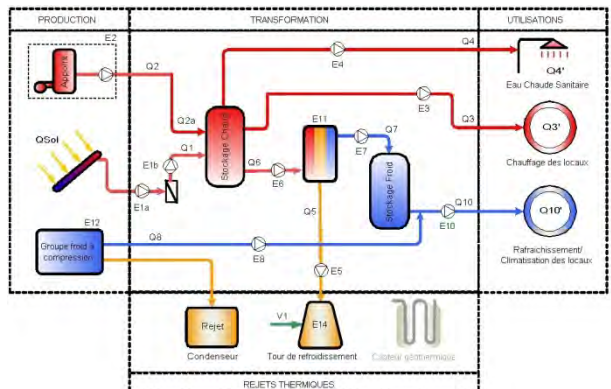 PRODUCTION
TRANSFORMATION
UTILISATIONS
E2
Appoint
Q2
Q4
E4
Q4'
Eau Chaude Sanitaire
Q2a
Stockage Chaud
E3
Q3
Q3'
Chauffage des locaux
QSol
Q1
E1b
E1a
Q6
E6
E11
E7
Q7
Stockage Froid
Q5
Q10
E10
Q10'
Rafraichissement/
Climatisation des locaux
E12
Groupe froid à
compression
Q8
E8
E5
Rejet
Condenseur
V1
E14
Tour de refroidissement
Capteur géothermique
REJETS THERMIQUES